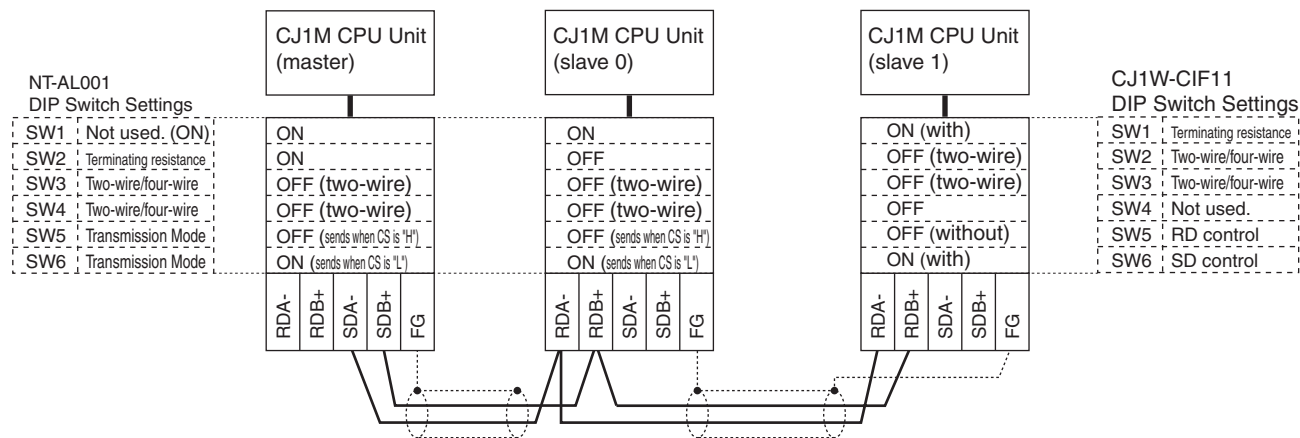 CJ1M CPU Unit
(master)
CJ1M CPU Unit
(slave 0)
CJ1M CPU Unit
(slave 1)
NT-AL001
DIP Switch Settings
SW1 Not used. (ON)
SW2 Terminating resistance
SW3 Two-wire/four-wire
SW4 Two-wire/four-wire
SW5 Transmission Mode
SW6 Transmission Mode
ON
ON
OFF (two-wire)
OFF (two-wire)
OFF (sends when CS is "H")
ON (sends when CS is "L")
RDA-
RDB+
SDA-
SDB+
FG
ON
OFF
OFF (two-wire)
OFF (two-wire)
OFF (sends when CS is "H")
ON (sends when CS is "L")
RDA-
RDB+
SDA-
SDB+
FG
ON (with)
OFF (two-wire)
OFF (two-wire)
OFF
OFF (without)
ON (with)
RDA-
RDB+
SDA-
SDB+
FG
CJ1W-CIF11
DIP Switch Settings
SW1 Terminating resistance
SW2 Two-wire/four-wire
SW3 Two-wire/four-wire
SW4 Not used.
SW5 RD control
SW6 SD control